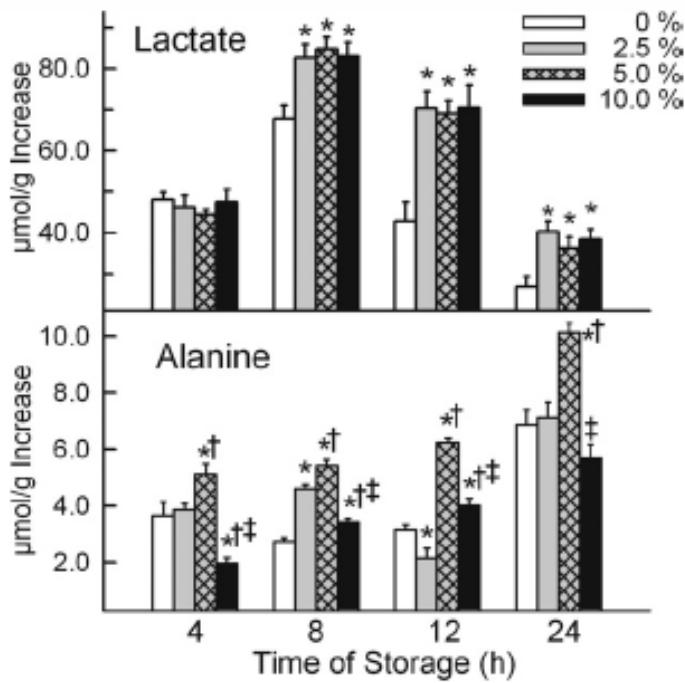 Lactate
0 %
2.5 %
5.0 %
10.0 %
µmol/g Increase
80.0
60.0
40.0
* * *
* * *
* * *
Alanine
µmol/g Increase
10.0
8.0
6.0
4.0
2.0
*†
*†‡
*
*†
*†‡
*
*†
*†‡
*†
‡
4 8 12 24
Time of Storage (h)